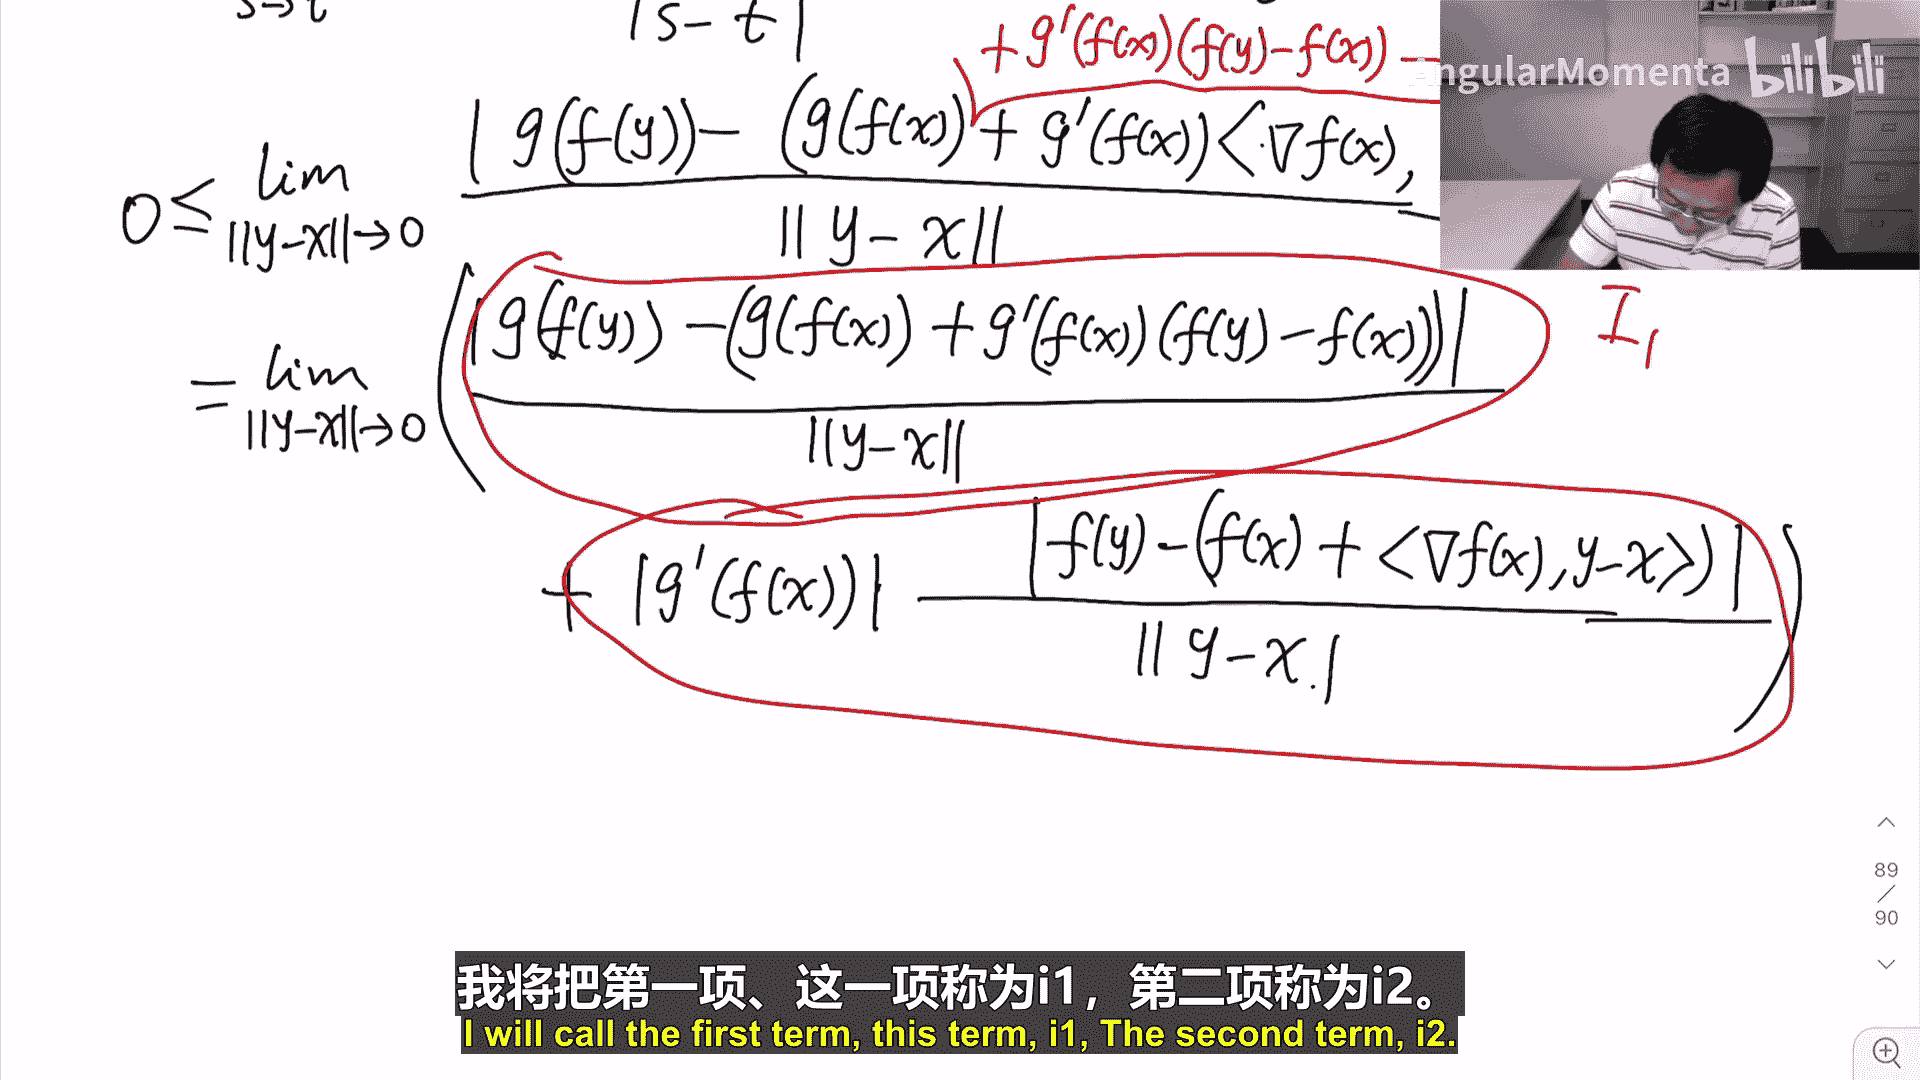 s→t
|s-t|
+g'(f(x))(f(y)-f(x)) -
AngularMomenta bilibili
0 ≤ lim ||y-x||→0 |g(f(y)) - (g(f(x)) + g'(f(x))<∇f(x),
||y-x||
= lim ||y-x||→0 ( |g(f(y)) - (g(f(x)) + g'(f(x))(f(y)-f(x)))| I₁
||y-x||
+ |g'(f(x))| |f(y) - (f(x) + <∇f(x), y-x>)| )
||y-x|
89
/
90
我将把第一项、这一项称为i1，第二项称为i2。
I will call the first term, this term, i1, The second term, i2.